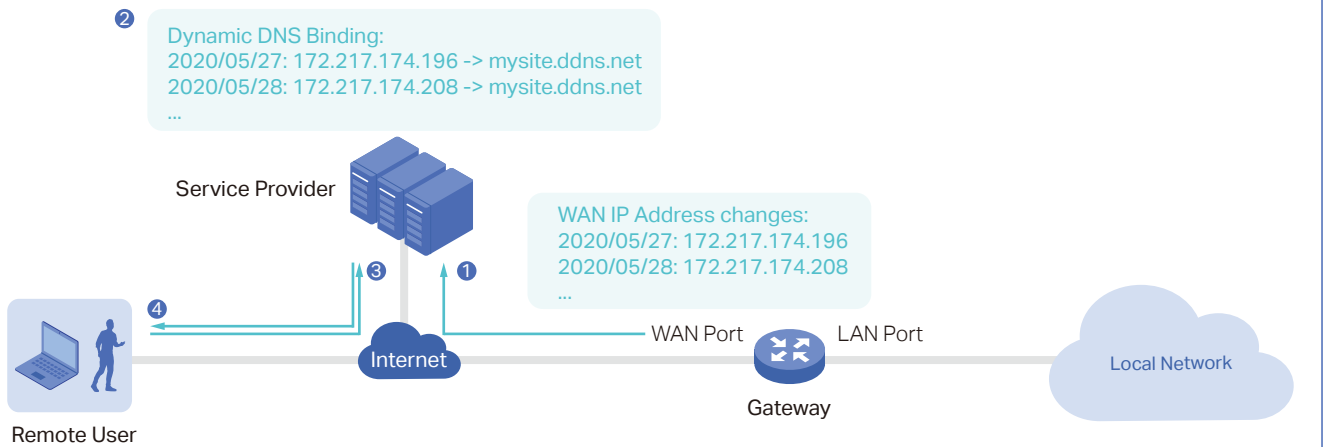 2
Dynamic DNS Binding:
2020/05/27: 172.217.174.196 -> mysite.ddns.net
2020/05/28: 172.217.174.208 -> mysite.ddns.net
...
Service Provider
WAN IP Address changes:
2020/05/27: 172.217.174.196
2020/05/28: 172.217.174.208
...
3
1
4
WAN Port
LAN Port
Internet
Local Network
Gateway
Remote User